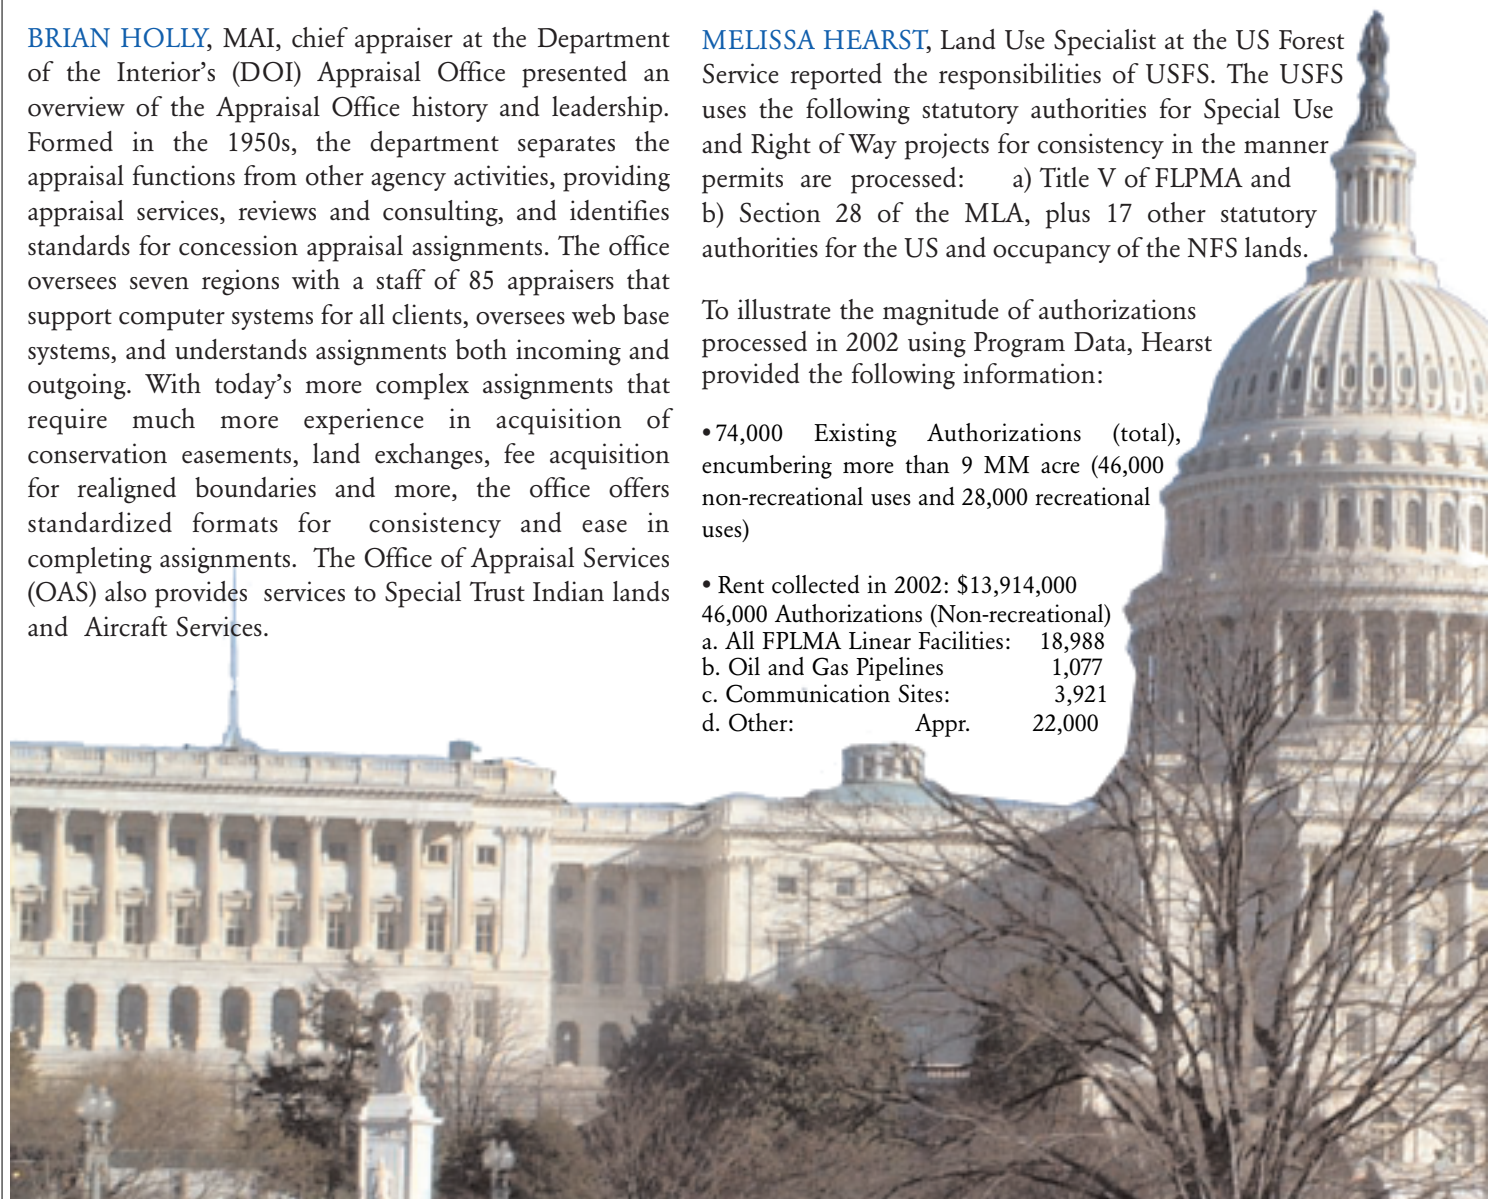 BRIAN HOLLY, MAI, chief appraiser at the Department
of the Interior's (DOI) Appraisal Office presented an
overview of the Appraisal Office history and leadership.
Formed in the 1950s, the department separates the
appraisal functions from other agency activities, providing
appraisal services, reviews and consulting, and identifies
standards for concession appraisal assignments. The office
oversees seven regions with a staff of 85 appraisers that
support computer systems for all clients, oversees web base
systems, and understands assignments both incoming and
outgoing. With today's more complex assignments that
require much more experience in acquisition of
conservation easements, land exchanges, fee acquisition
for realigned boundaries and more, the office offers
standardized formats for consistency and ease in
completing assignments. The Office of Appraisal Services
(OAS) also provides services to Special Trust Indian lands
and Aircraft Services.
MELISSA HEARST, Land Use Specialist at the US Forest
Service reported the responsibilities of USFS. The USFS
uses the following statutory authorities for Special Use
and Right of Way projects for consistency in the manner
permits are processed: a) Title V of FLPMA and
b) Section 28 of the MLA, plus 17 other statutory
authorities for the US and occupancy of the NFS lands.
To illustrate the magnitude of authorizations
processed in 2002 using Program Data, Hearst
provided the following information:
• 74,000 Existing Authorizations (total),
encumbering more than 9 MM acre (46,000
non-recreational uses and 28,000 recreational
uses)
• Rent collected in 2002: $13,914,000
46,000 Authorizations (Non-recreational)
a. All FPLMA Linear Facilities: 18,988
b. Oil and Gas Pipelines 1,077
c. Communication Sites: 3,921
d. Other: Appr. 22,000